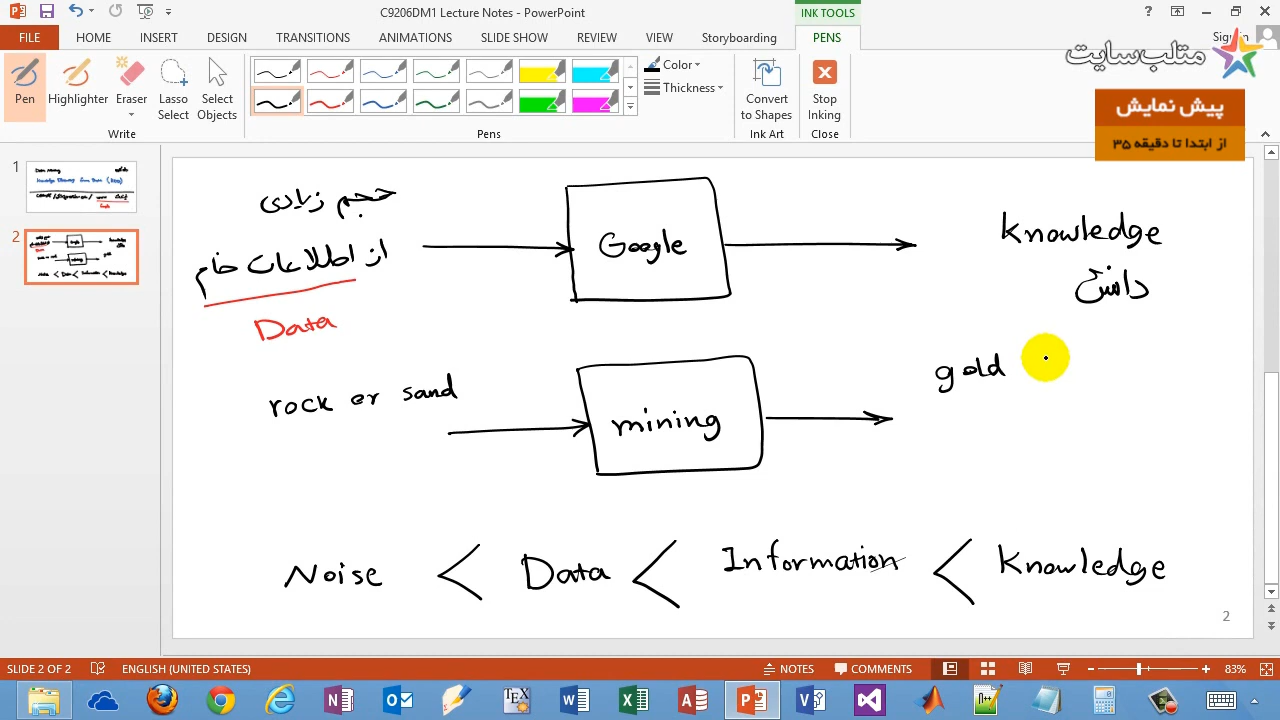 C9206DM1 Lecture Notes - PowerPoint
INK TOOLS
FILE HOME INSERT DESIGN TRANSITIONS ANIMATIONS SLIDE SHOW REVIEW VIEW Storyboarding PENS
متلب‌سایت
پیش نمایش
از ابتدا تا دقیقه ۳۵
Pen Highlighter Eraser Lasso Select Select Objects
Color
Thickness
Convert to Shapes
Stop Inking
Write Pens Ink Art Close
1
2
حجم زیادی
از اطلاعات خام
Data
Google
Knowledge
دانش
rock or sand
mining
gold
Noise < Data < Information < Knowledge
2
SLIDE 2 OF 2 ENGLISH (UNITED STATES) NOTES COMMENTS 83%